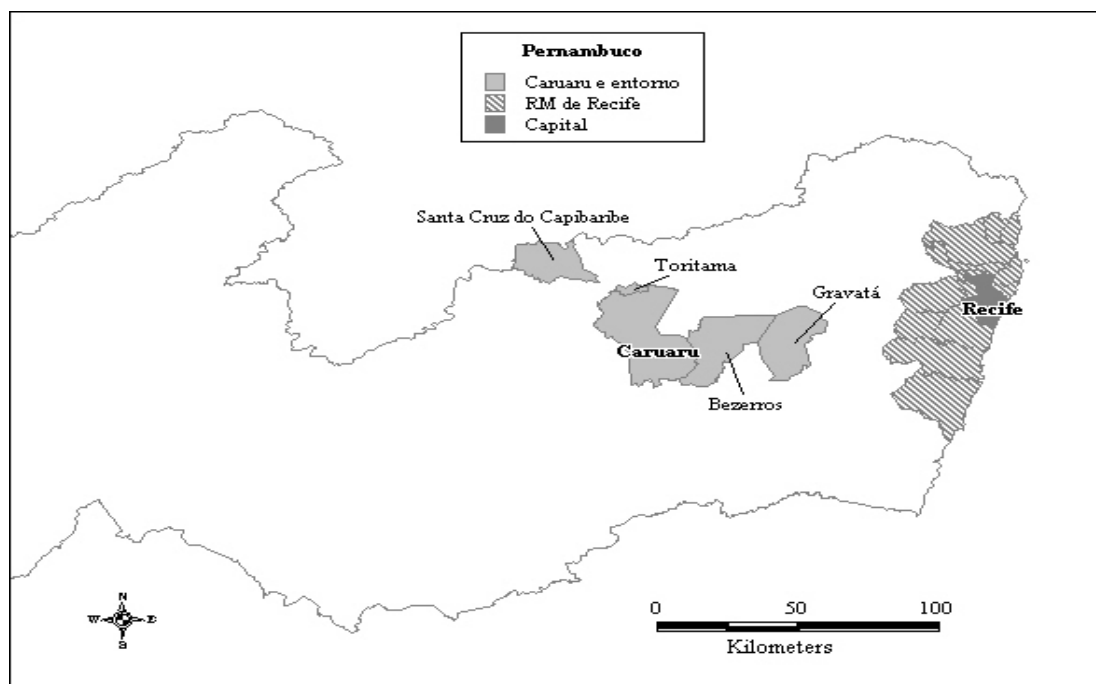 Pernambuco
Caruaru e entorno
RM de Recife
Capital
Santa Cruz do Capibaribe
Toritama
Gravatá
Recife
Caruaru
Bezerros
N
W E
S
0 50 100
Kilometers